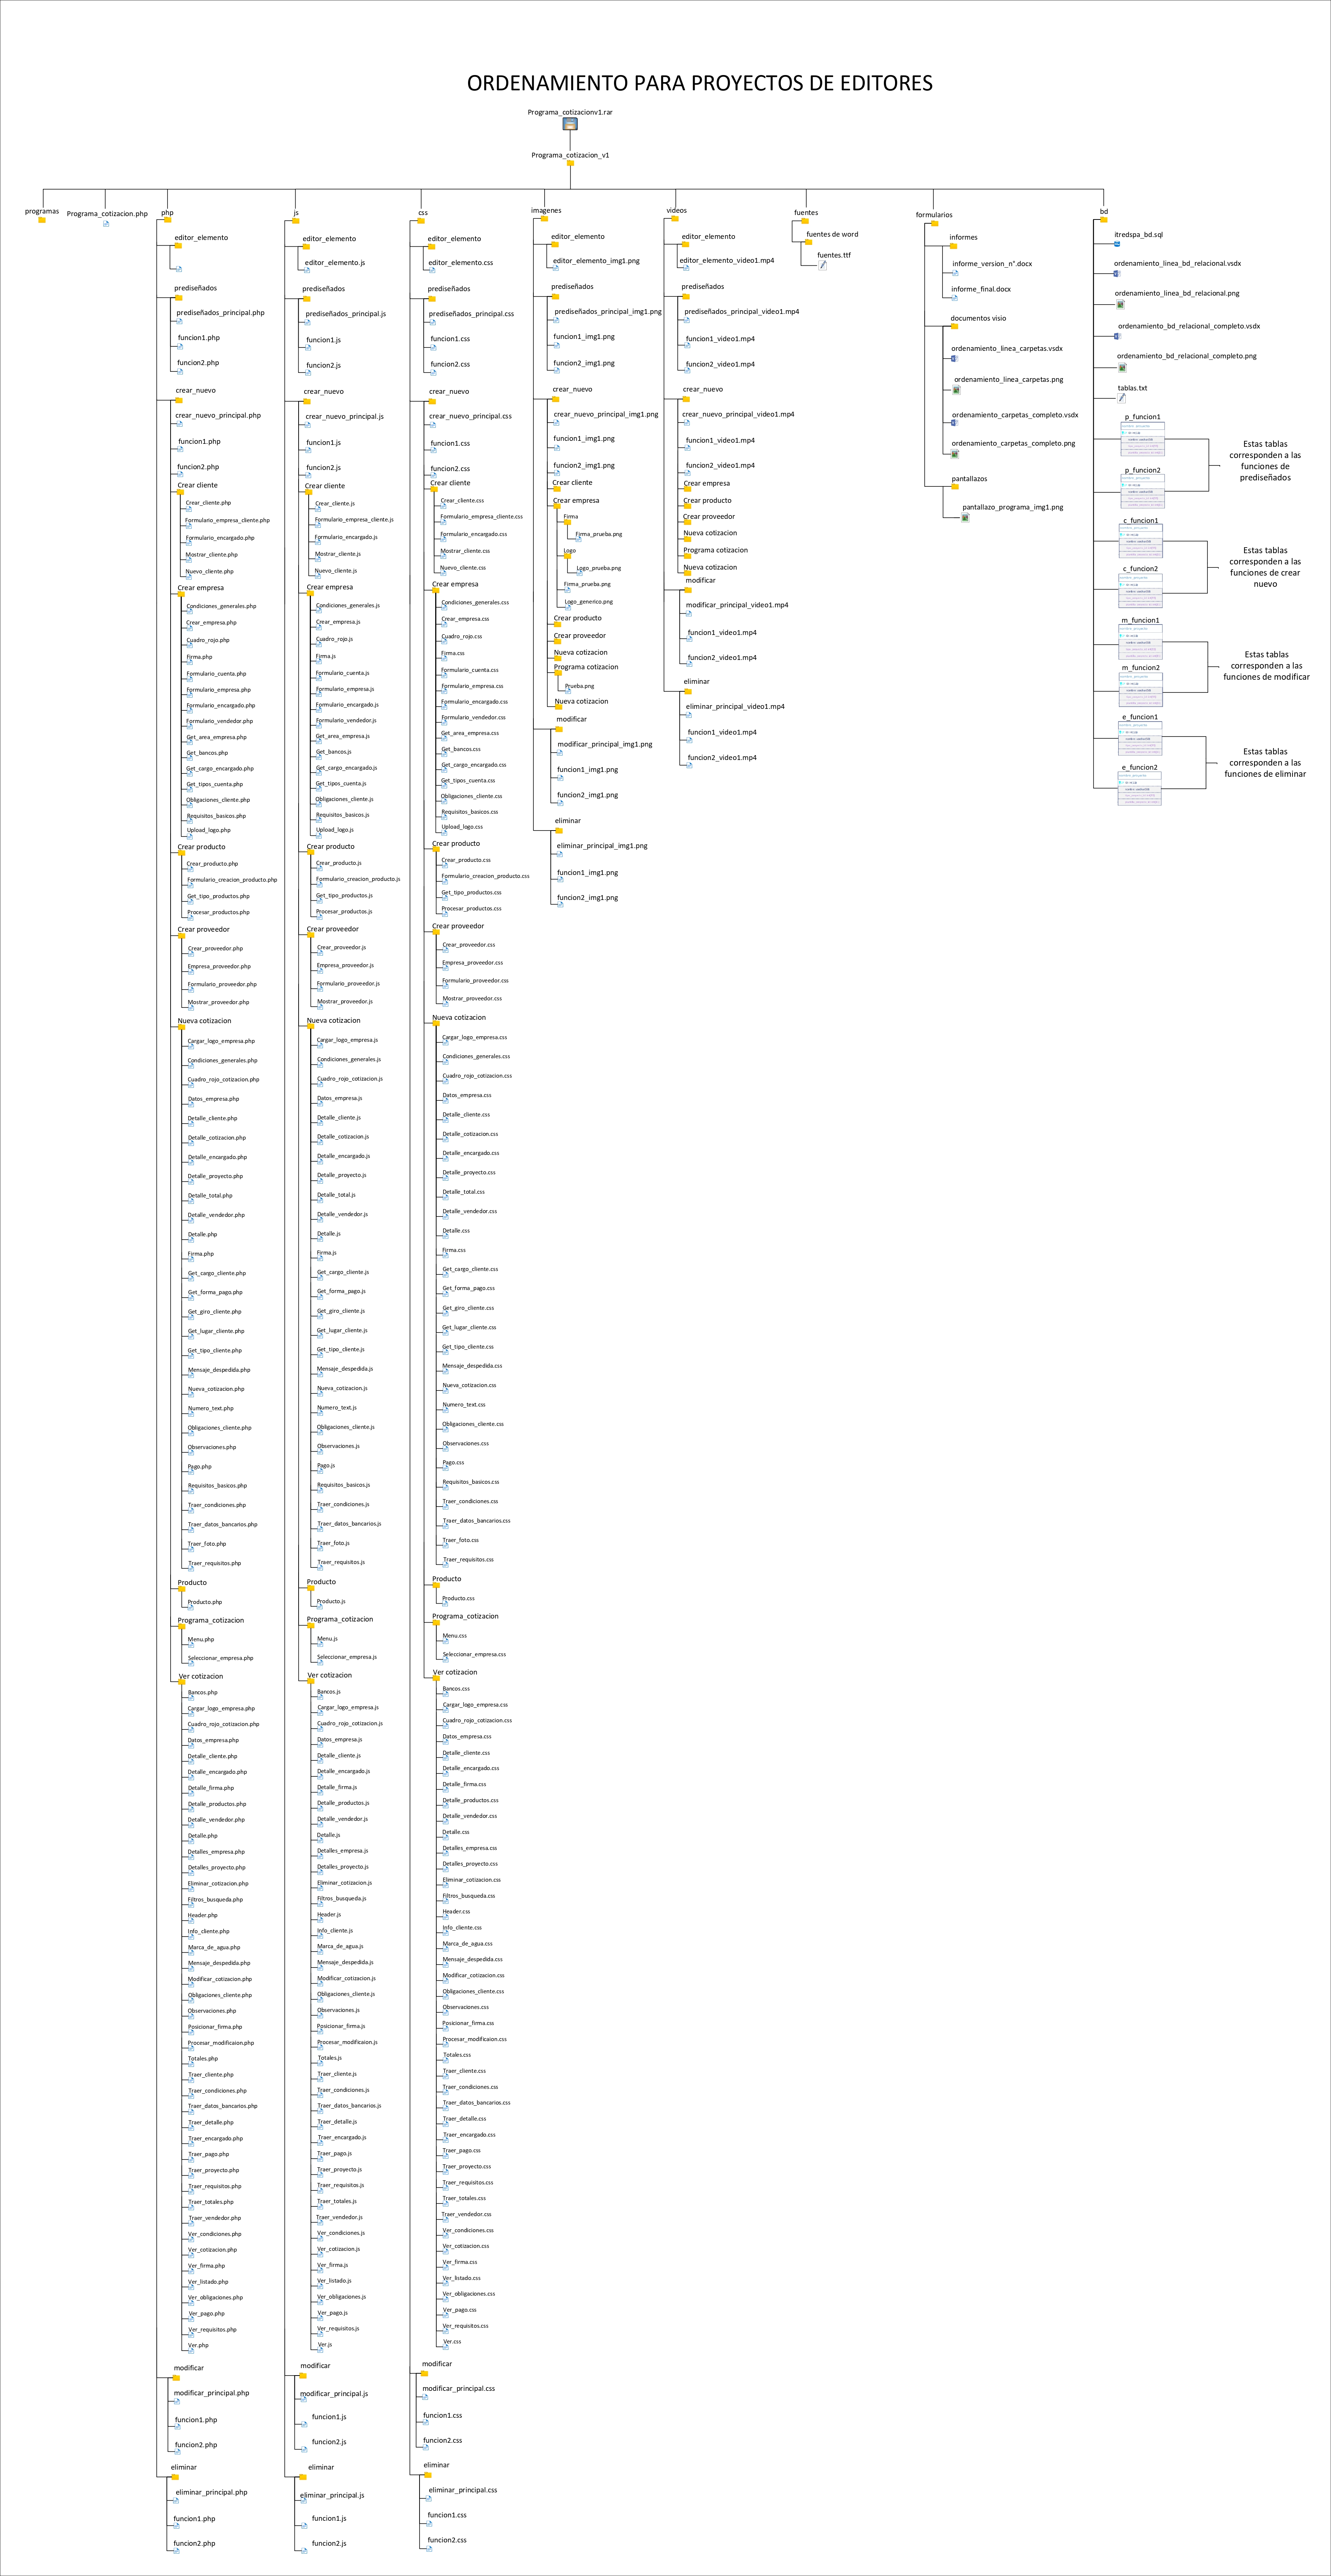 ORDENAMIENTO PARA PROYECTOS DE EDITORES
Programa_cotizacionv1.rar
Programa_cotizacion_v1
programas
Programa_cotizacion.php
php
editor_elemento
prediseñados
prediseñados_principal.php
funcion1.php
funcion2.php
crear_nuevo
crear_nuevo_principal.php
funcion1.php
funcion2.php
Crear cliente
Crear_cliente.php
Formulario_empresa_cliente.php
Formulario_encargado.php
Mostrar_cliente.php
Nuevo_cliente.php
Crear empresa
Condiciones_generales.php
Crear_empresa.php
Cuadro_rojo.php
Firma.php
Formulario_cuenta.php
Formulario_empresa.php
Formulario_encargado.php
Formulario_vendedor.php
Get_area_empresa.php
Get_bancos.php
Get_cargo_encargado.php
Get_tipos_cuenta.php
Obligaciones_cliente.php
Requisitos_basicos.php
Upload_logo.php
Crear producto
Crear_producto.php
Formulario_creacion_producto.php
Get_tipo_productos.php
Procesar_productos.php
Crear proveedor
Crear_proveedor.php
Empresa_proveedor.php
Formulario_proveedor.php
Mostrar_proveedor.php
Nueva cotizacion
Cargar_logo_empresa.php
Condiciones_generales.php
Cuadro_rojo_cotizacion.php
Datos_empresa.php
Detalle_cliente.php
Detalle_cotizacion.php
Detalle_encargado.php
Detalle_proyecto.php
Detalle_total.php
Detalle_vendedor.php
Detalle.php
Firma.php
Get_cargo_cliente.php
Get_forma_pago.php
Get_giro_cliente.php
Get_lugar_cliente.php
Get_tipo_cliente.php
Mensaje_despedida.php
Nueva_cotizacion.php
Numero_text.php
Obligaciones_cliente.php
Observaciones.php
Pago.php
Requisitos_basicos.php
Traer_condiciones.php
Traer_datos_bancarios.php
Traer_foto.php
Traer_requisitos.php
Producto
Producto.php
Programa_cotizacion
Menu.php
Seleccionar_empresa.php
Ver cotizacion
Bancos.php
Cargar_logo_empresa.php
Cuadro_rojo_cotizacion.php
Datos_empresa.php
Detalle_cliente.php
Detalle_encargado.php
Detalle_firma.php
Detalle_productos.php
Detalle_vendedor.php
Detalle.php
Detalles_empresa.php
Detalles_proyecto.php
Eliminar_cotizacion.php
Filtros_busqueda.php
Header.php
Info_cliente.php
Marca_de_agua.php
Mensaje_despedida.php
Modificar_cotizacion.php
Obligaciones_cliente.php
Observaciones.php
Posicionar_firma.php
Procesar_modificaion.php
Totales.php
Traer_cliente.php
Traer_condiciones.php
Traer_datos_bancarios.php
Traer_detalle.php
Traer_encargado.php
Traer_pago.php
Traer_proyecto.php
Traer_requisitos.php
Traer_totales.php
Traer_vendedor.php
Ver_condiciones.php
Ver_cotizacion.php
Ver_firma.php
Ver_listado.php
Ver_obligaciones.php
Ver_pago.php
Ver_requisitos.php
Ver.php
modificar
modificar_principal.php
funcion1.php
funcion2.php
eliminar
eliminar_principal.php
funcion1.php
funcion2.php
js
editor_elemento
editor_elemento.js
prediseñados
prediseñados_principal.js
funcion1.js
funcion2.js
crear_nuevo
crear_nuevo_principal.js
funcion1.js
funcion2.js
Crear cliente
Crear_cliente.js
Formulario_empresa_cliente.js
Formulario_encargado.js
Mostrar_cliente.js
Nuevo_cliente.js
Crear empresa
Condiciones_generales.js
Crear_empresa.js
Cuadro_rojo.js
Firma.js
Formulario_cuenta.js
Formulario_empresa.js
Formulario_encargado.js
Formulario_vendedor.js
Get_area_empresa.js
Get_bancos.js
Get_cargo_encargado.js
Get_tipos_cuenta.js
Obligaciones_cliente.js
Requisitos_basicos.js
Upload_logo.js
Crear producto
Crear_producto.js
Formulario_creacion_producto.js
Get_tipo_productos.js
Procesar_productos.js
Crear proveedor
Crear_proveedor.js
Empresa_proveedor.js
Formulario_proveedor.js
Mostrar_proveedor.js
Nueva cotizacion
Cargar_logo_empresa.js
Condiciones_generales.js
Cuadro_rojo_cotizacion.js
Datos_empresa.js
Detalle_cliente.js
Detalle_cotizacion.js
Detalle_encargado.js
Detalle_proyecto.js
Detalle_total.js
Detalle_vendedor.js
Detalle.js
Firma.js
Get_cargo_cliente.js
Get_forma_pago.js
Get_giro_cliente.js
Get_lugar_cliente.js
Get_tipo_cliente.js
Mensaje_despedida.js
Nueva_cotizacion.js
Numero_text.js
Obligaciones_cliente.js
Observaciones.js
Pago.js
Requisitos_basicos.js
Traer_condiciones.js
Traer_datos_bancarios.js
Traer_foto.js
Traer_requisitos.js
Producto
Producto.js
Programa_cotizacion
Menu.js
Seleccionar_empresa.js
Ver cotizacion
Bancos.js
Cargar_logo_empresa.js
Cuadro_rojo_cotizacion.js
Datos_empresa.js
Detalle_cliente.js
Detalle_encargado.js
Detalle_firma.js
Detalle_productos.js
Detalle_vendedor.js
Detalle.js
Detalles_empresa.js
Detalles_proyecto.js
Eliminar_cotizacion.js
Filtros_busqueda.js
Header.js
Info_cliente.js
Marca_de_agua.js
Mensaje_despedida.js
Modificar_cotizacion.js
Obligaciones_cliente.js
Observaciones.js
Posicionar_firma.js
Procesar_modificaion.js
Totales.js
Traer_cliente.js
Traer_condiciones.js
Traer_datos_bancarios.js
Traer_detalle.js
Traer_encargado.js
Traer_pago.js
Traer_proyecto.js
Traer_requisitos.js
Traer_totales.js
Traer_vendedor.js
Ver_condiciones.js
Ver_cotizacion.js
Ver_firma.js
Ver_listado.js
Ver_obligaciones.js
Ver_pago.js
Ver_requisitos.js
Ver.js
modificar
modificar_principal.js
funcion1.js
funcion2.js
eliminar
eliminar_principal.js
funcion1.js
funcion2.js
css
editor_elemento
editor_elemento.css
prediseñados
prediseñados_principal.css
funcion1.css
funcion2.css
crear_nuevo
crear_nuevo_principal.css
funcion1.css
funcion2.css
Crear cliente
Crear_cliente.css
Formulario_empresa_cliente.css
Formulario_encargado.css
Mostrar_cliente.css
Nuevo_cliente.css
Crear empresa
Condiciones_generales.css
Crear_empresa.css
Cuadro_rojo.css
Firma.css
Formulario_cuenta.css
Formulario_empresa.css
Formulario_encargado.css
Formulario_vendedor.css
Get_area_empresa.css
Get_bancos.css
Get_cargo_encargado.css
Get_tipos_cuenta.css
Obligaciones_cliente.css
Requisitos_basicos.css
Upload_logo.css
Crear producto
Crear_producto.css
Formulario_creacion_producto.css
Get_tipo_productos.css
Procesar_productos.css
Crear proveedor
Crear_proveedor.css
Empresa_proveedor.css
Formulario_proveedor.css
Mostrar_proveedor.css
Nueva cotizacion
Cargar_logo_empresa.css
Condiciones_generales.css
Cuadro_rojo_cotizacion.css
Datos_empresa.css
Detalle_cliente.css
Detalle_cotizacion.css
Detalle_encargado.css
Detalle_proyecto.css
Detalle_total.css
Detalle_vendedor.css
Detalle.css
Firma.css
Get_cargo_cliente.css
Get_forma_pago.css
Get_giro_cliente.css
Get_lugar_cliente.css
Get_tipo_cliente.css
Mensaje_despedida.css
Nueva_cotizacion.css
Numero_text.css
Obligaciones_cliente.css
Observaciones.css
Pago.css
Requisitos_basicos.css
Traer_condiciones.css
Traer_datos_bancarios.css
Traer_foto.css
Traer_requisitos.css
Producto
Producto.css
Programa_cotizacion
Menu.css
Seleccionar_empresa.css
Ver cotizacion
Bancos.css
Cargar_logo_empresa.css
Cuadro_rojo_cotizacion.css
Datos_empresa.css
Detalle_cliente.css
Detalle_encargado.css
Detalle_firma.css
Detalle_productos.css
Detalle_vendedor.css
Detalle.css
Detalles_empresa.css
Detalles_proyecto.css
Eliminar_cotizacion.css
Filtros_busqueda.css
Header.css
Info_cliente.css
Marca_de_agua.css
Mensaje_despedida.css
Modificar_cotizacion.css
Obligaciones_cliente.css
Observaciones.css
Posicionar_firma.css
Procesar_modificaion.css
Totales.css
Traer_cliente.css
Traer_condiciones.css
Traer_datos_bancarios.css
Traer_detalle.css
Traer_encargado.css
Traer_pago.css
Traer_proyecto.css
Traer_requisitos.css
Traer_totales.css
Traer_vendedor.css
Ver_condiciones.css
Ver_cotizacion.css
Ver_firma.css
Ver_listado.css
Ver_obligaciones.css
Ver_pago.css
Ver_requisitos.css
Ver.css
modificar
modificar_principal.css
funcion1.css
funcion2.css
eliminar
eliminar_principal.css
funcion1.css
funcion2.css
imagenes
editor_elemento
editor_elemento_img1.png
prediseñados
prediseñados_principal_img1.png
funcion1_img1.png
funcion2_img1.png
crear_nuevo
crear_nuevo_principal_img1.png
funcion1_img1.png
funcion2_img1.png
Crear cliente
Crear empresa
Firma
Firma_prueba.png
Logo
Logo_prueba.png
Firma_prueba.png
Logo_generico.png
Crear producto
Crear proveedor
Nueva cotizacion
Programa cotizacion
Prueba.png
Nueva cotizacion
modificar
modificar_principal_img1.png
funcion1_img1.png
funcion2_img1.png
eliminar
eliminar_principal_img1.png
funcion1_img1.png
funcion2_img1.png
videos
editor_elemento
editor_elemento_video1.mp4
prediseñados
prediseñados_principal_video1.mp4
funcion1_video1.mp4
funcion2_video1.mp4
crear_nuevo
crear_nuevo_principal_video1.mp4
funcion1_video1.mp4
funcion2_video1.mp4
Crear empresa
Crear producto
Crear proveedor
Nueva cotizacion
Programa cotizacion
Nueva cotizacion
modificar
modificar_principal_video1.mp4
funcion1_video1.mp4
funcion2_video1.mp4
eliminar
eliminar_principal_video1.mp4
funcion1_video1.mp4
funcion2_video1.mp4
fuentes
fuentes de word
fuentes.ttf
formularios
informes
informe_version_n°.docx
informe_final.docx
documentos visio
ordenamiento_linea_carpetas.vsdx
ordenamiento_linea_carpetas.png
ordenamiento_carpetas_completo.vsdx
ordenamiento_carpetas_completo.png
pantallazos
pantallazo_programa_img1.png
bd
itredspa_bd.sql
ordenamiento_linea_bd_relacional.vsdx
ordenamiento_linea_bd_relacional.png
ordenamiento_bd_relacional_completo.vsdx
ordenamiento_bd_relacional_completo.png
tablas.txt
p_funcion1
p_funcion2
Estas tablas
corresponden a las
funciones de
prediseñados
c_funcion1
c_funcion2
Estas tablas
corresponden a las
funciones de crear
nuevo
m_funcion1
m_funcion2
Estas tablas
corresponden a las
funciones de modificar
e_funcion1
e_funcion2
Estas tablas
corresponden a las
funciones de eliminar